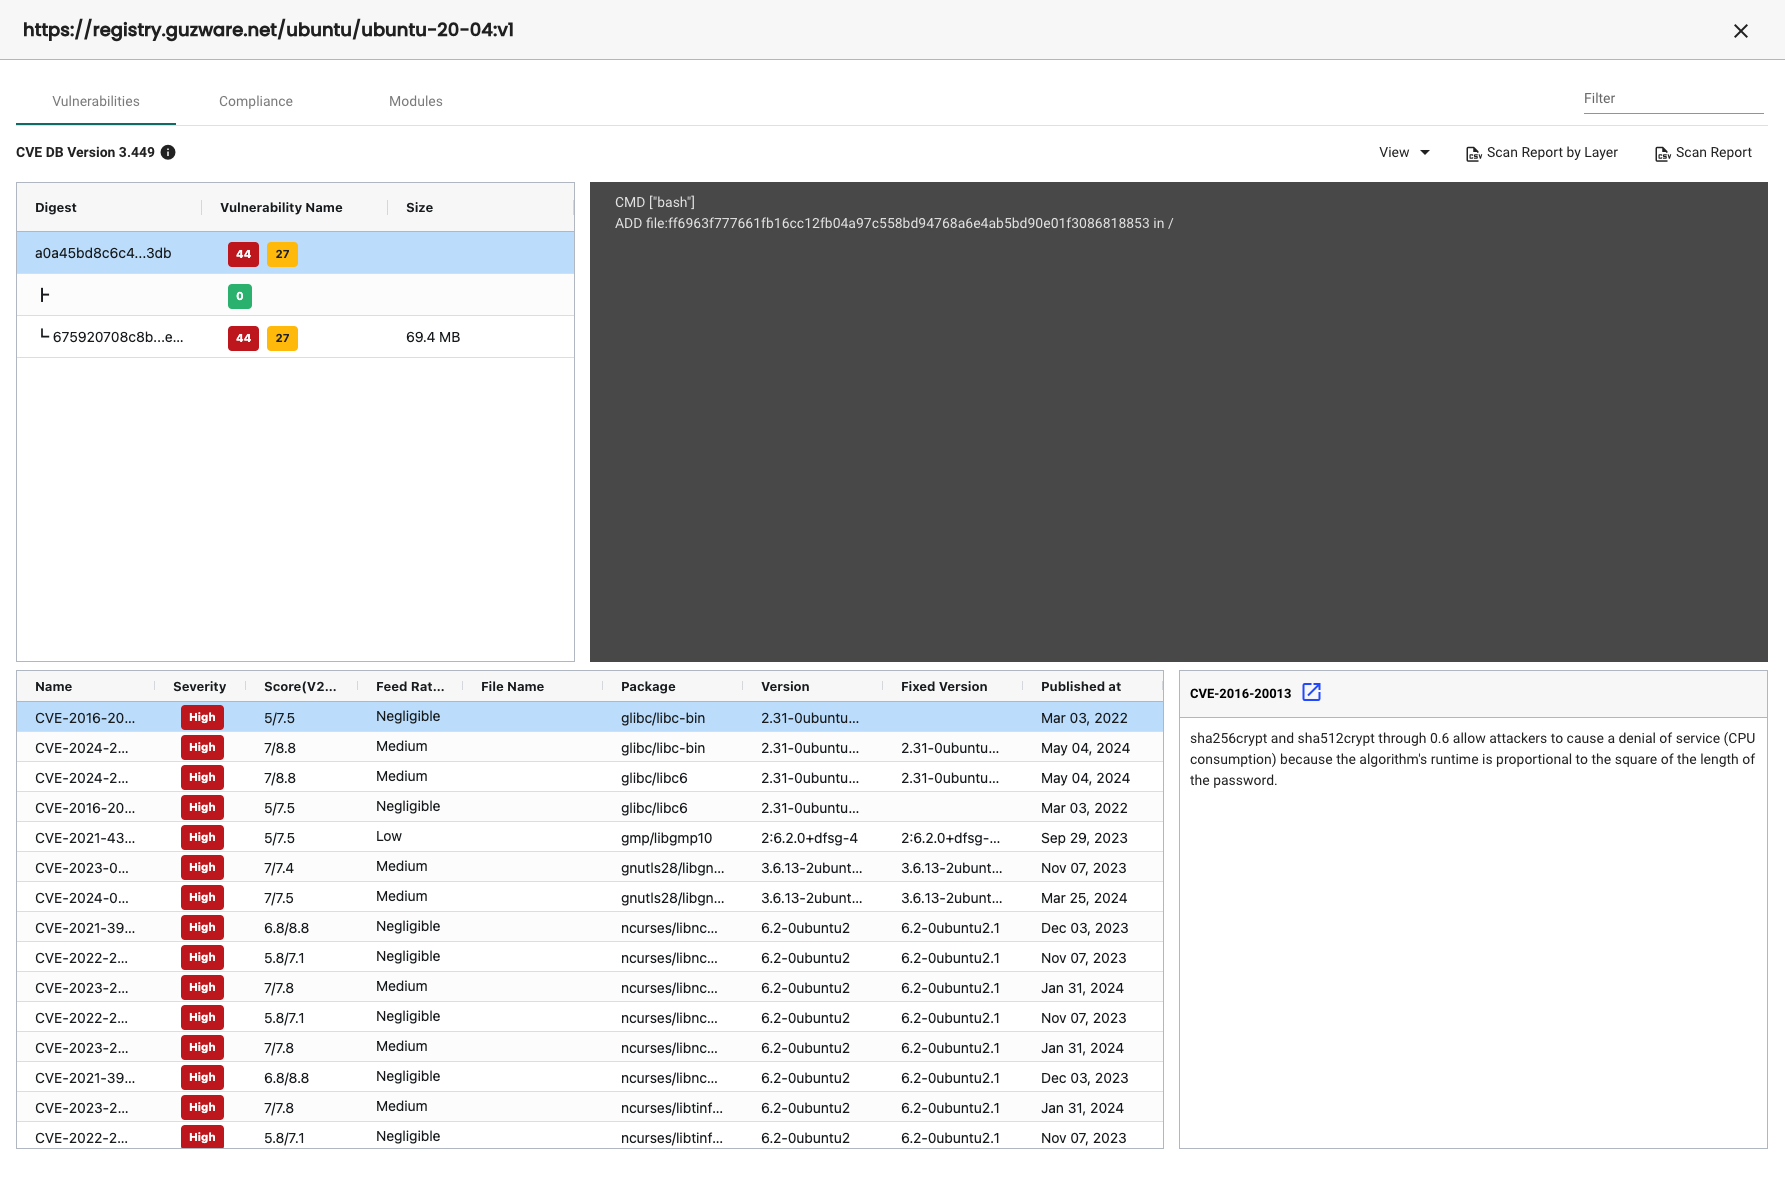 https://registry.guzware.net/ubuntu/ubuntu-20-04:v1
Vulnerabilities Compliance Modules Filter
CVE DB Version 3.449 View Scan Report by Layer Scan Report
Digest Vulnerability Name Size
a0a45bd8c6c4...3db 44 27
0
675920708c8b...e... 44 27 69.4 MB
CMD ["bash"]
ADD file:ff6963f777661fb16cc12fb04a97c558bd94768a6e4ab5bd90e01f3086818853 in /
Name Severity Score(V2... Feed Rat... File Name Package Version Fixed Version Published at
CVE-2016-20... High 5/7.5 Negligible glibc/libc-bin 2.31-0ubuntu... Mar 03, 2022
CVE-2024-2... High 7/8.8 Medium glibc/libc-bin 2.31-0ubuntu... 2.31-0ubuntu... May 04, 2024
CVE-2024-2... High 7/8.8 Medium glibc/libc6 2.31-0ubuntu... 2.31-0ubuntu... May 04, 2024
CVE-2016-20... High 5/7.5 Negligible glibc/libc6 2.31-0ubuntu... Mar 03, 2022
CVE-2021-43... High 5/7.5 Low gmp/libgmp10 2:6.2.0+dfsg-4 2:6.2.0+dfsg-... Sep 29, 2023
CVE-2023-0... High 7/7.4 Medium gnutls28/libgn... 3.6.13-2ubunt... 3.6.13-2ubunt... Nov 07, 2023
CVE-2024-0... High 7/7.5 Medium gnutls28/libgn... 3.6.13-2ubunt... 3.6.13-2ubunt... Mar 25, 2024
CVE-2021-39... High 6.8/8.8 Negligible ncurses/libnc... 6.2-0ubuntu2 6.2-0ubuntu2.1 Dec 03, 2023
CVE-2022-2... High 5.8/7.1 Negligible ncurses/libnc... 6.2-0ubuntu2 6.2-0ubuntu2.1 Nov 07, 2023
CVE-2023-2... High 7/7.8 Medium ncurses/libnc... 6.2-0ubuntu2 6.2-0ubuntu2.1 Jan 31, 2024
CVE-2022-2... High 5.8/7.1 Negligible ncurses/libnc... 6.2-0ubuntu2 6.2-0ubuntu2.1 Nov 07, 2023
CVE-2023-2... High 7/7.8 Medium ncurses/libnc... 6.2-0ubuntu2 6.2-0ubuntu2.1 Jan 31, 2024
CVE-2021-39... High 6.8/8.8 Negligible ncurses/libnc... 6.2-0ubuntu2 6.2-0ubuntu2.1 Dec 03, 2023
CVE-2023-2... High 7/7.8 Medium ncurses/libtinf... 6.2-0ubuntu2 6.2-0ubuntu2.1 Jan 31, 2024
CVE-2022-2... High 5.8/7.1 Negligible ncurses/libtinf... 6.2-0ubuntu2 6.2-0ubuntu2.1 Nov 07, 2023
CVE-2016-20013
sha256crypt and sha512crypt through 0.6 allow attackers to cause a denial of service (CPU
consumption) because the algorithm's runtime is proportional to the square of the length of
the password.